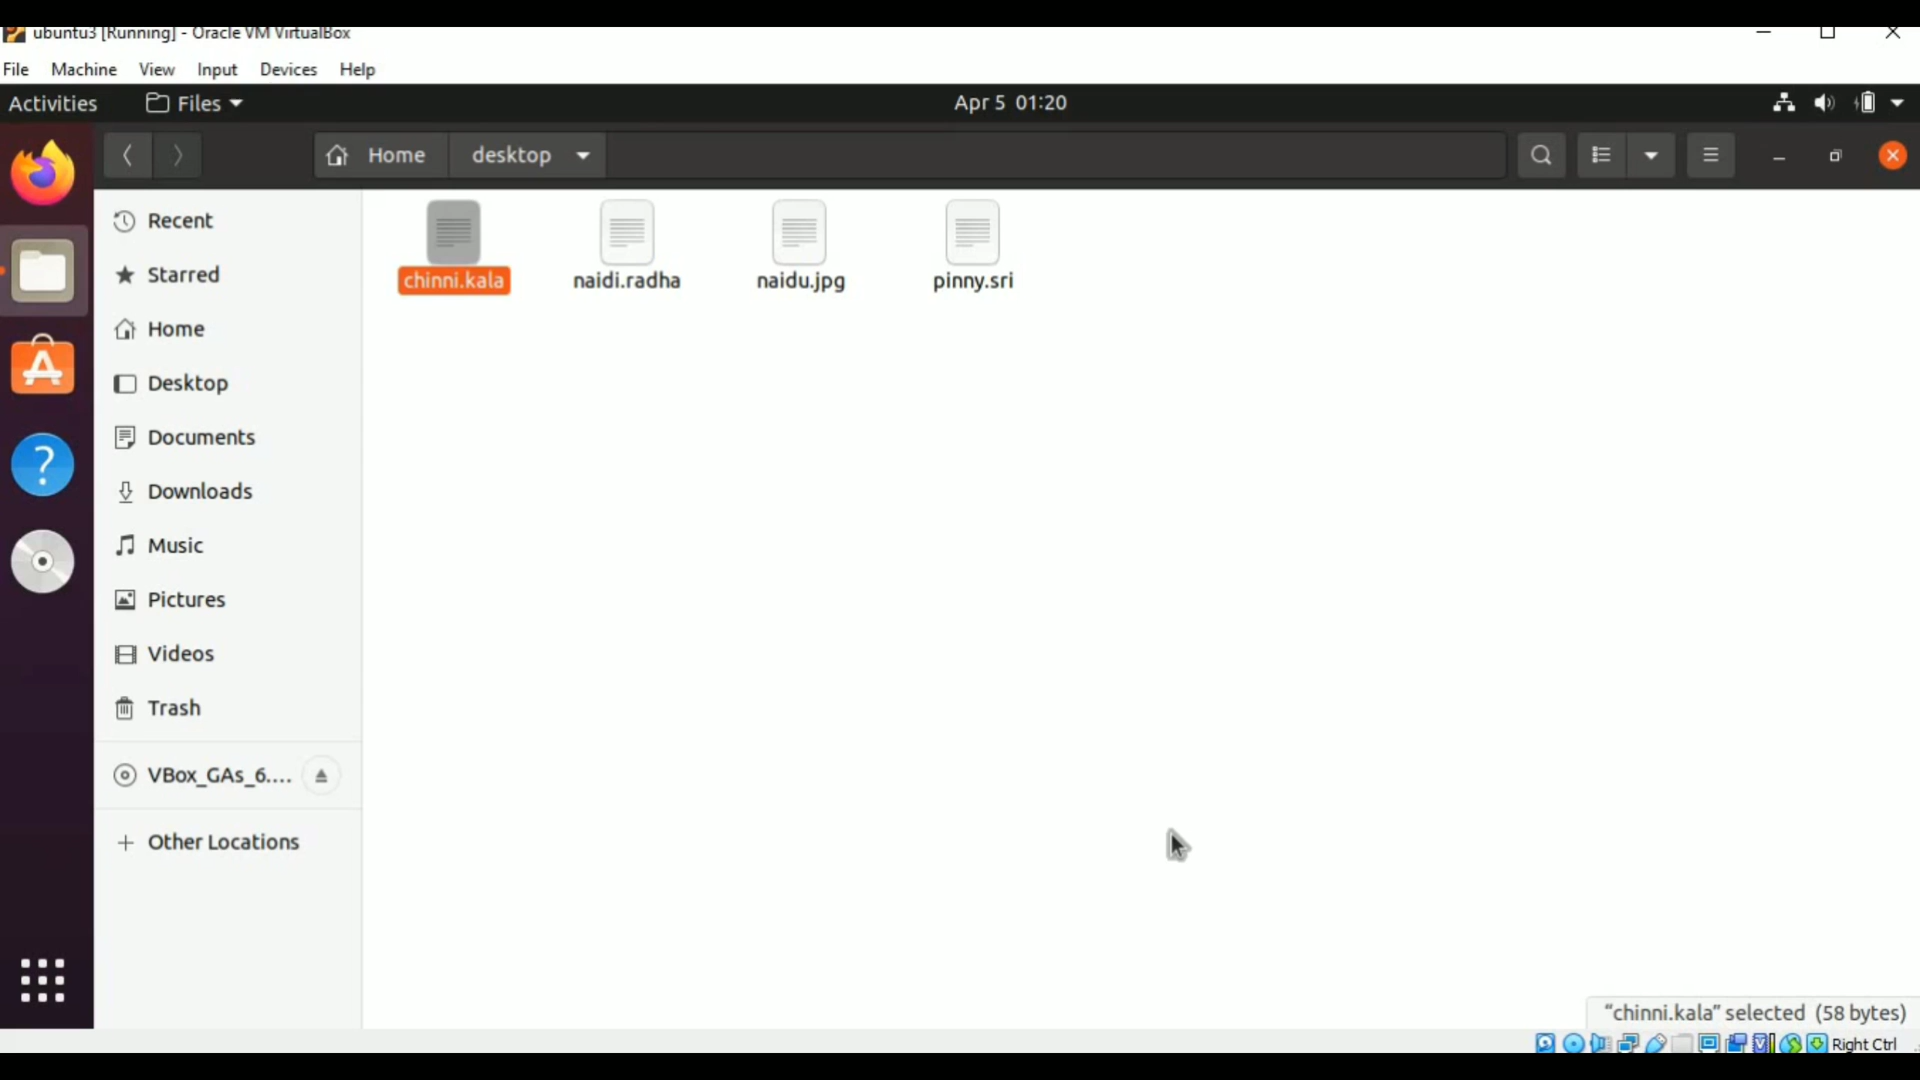 ubuntu3 [Running] - Oracle VM VirtualBox
File Machine View Input Devices Help
Activities Files Apr 5 01:20
Home desktop
Recent
Starred
Home
Desktop
Documents
Downloads
Music
Pictures
Videos
Trash
VBox_GAs_6....
Other Locations
chinni.kala naidi.radha naidu.jpg pinny.sri
“chinni.kala” selected (58 bytes)
Right Ctrl